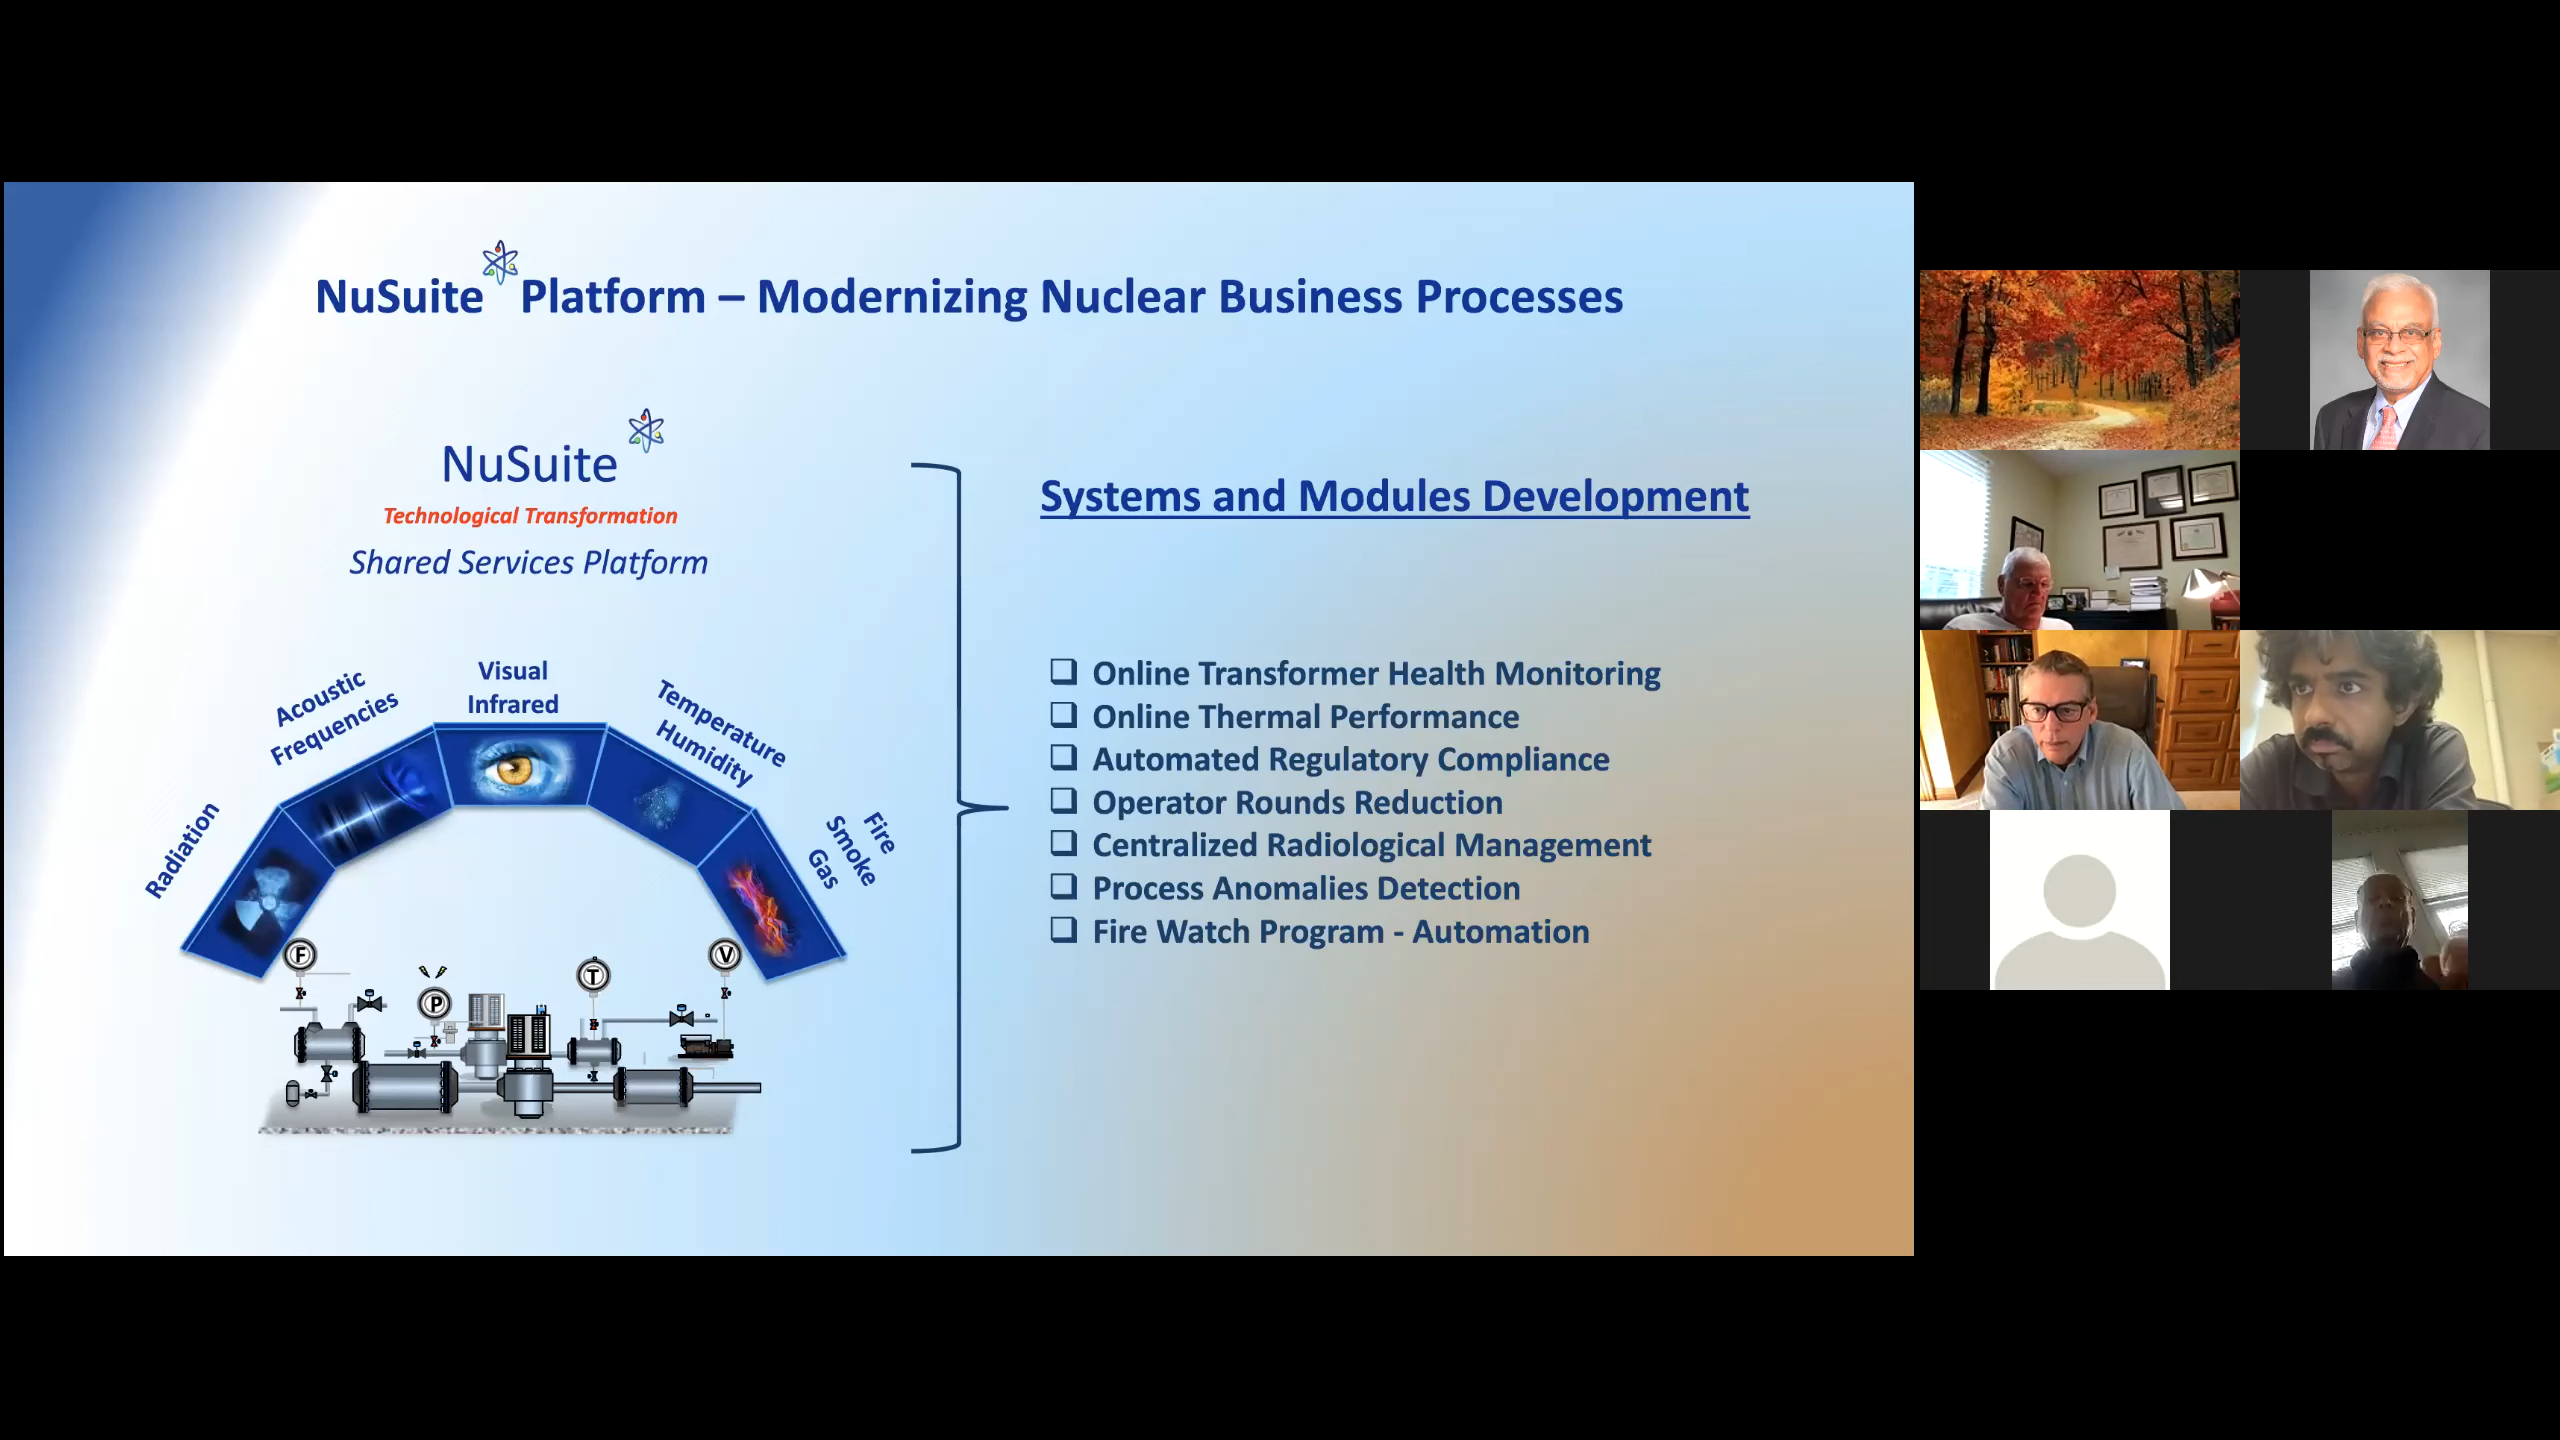 NuSuite Platform – Modernizing Nuclear Business Processes
NuSuite
Technological Transformation
Shared Services Platform
Radiation
Acoustic
Frequencies
Visual
Infrared
Temperature
Humidity
Fire
Smoke
Gas
F
P
T
V
Systems and Modules Development
Online Transformer Health Monitoring
Online Thermal Performance
Automated Regulatory Compliance
Operator Rounds Reduction
Centralized Radiological Management
Process Anomalies Detection
Fire Watch Program - Automation